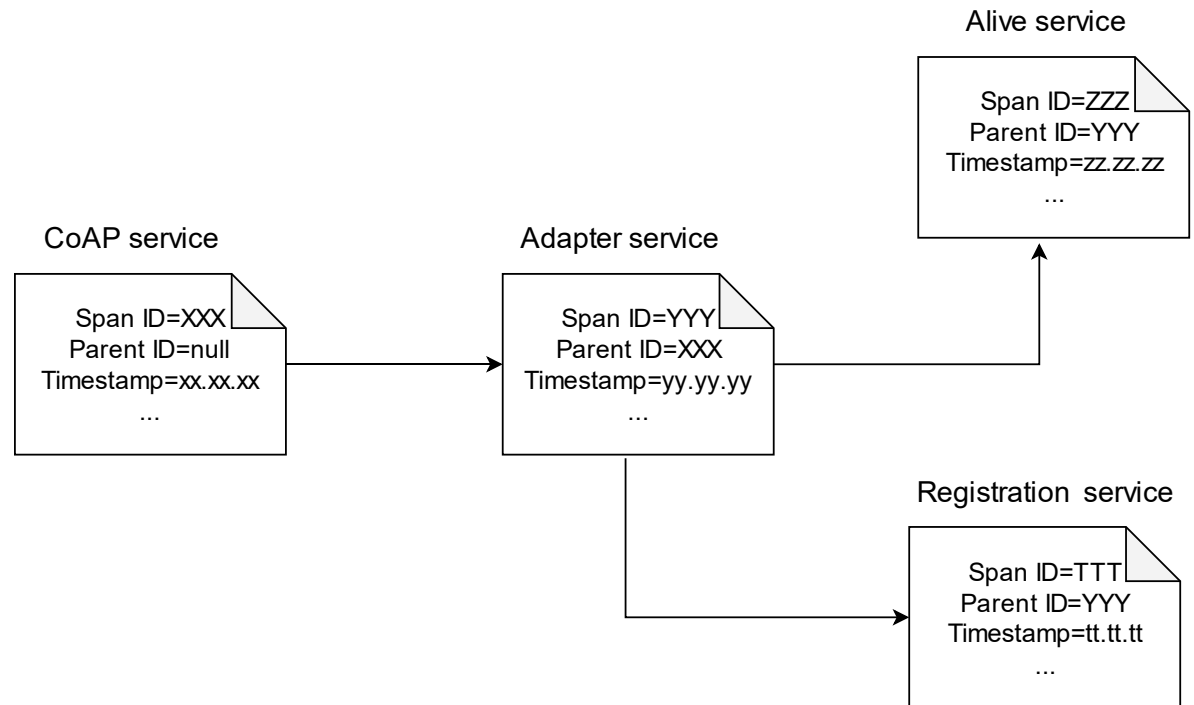 Alive service
Span ID=ZZZ
Parent ID=YYY
Timestamp=zz.zz.zz
...
CoAP service
Span ID=XXX
Parent ID=null
Timestamp=xx.xx.xx
...
Adapter service
Span ID=YYY
Parent ID=XXX
Timestamp=yy.yy.yy
...
Registration service
Span ID=TTT
Parent ID=YYY
Timestamp=tt.tt.tt
...